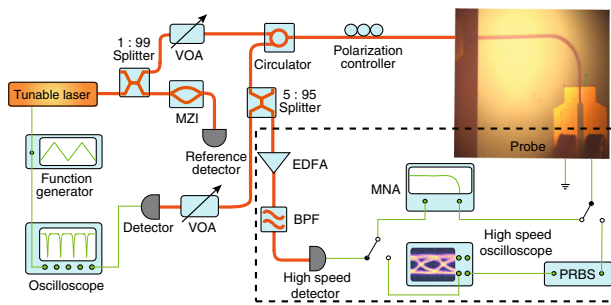 1 : 99
Splitter
VOA
Circulator
Polarization
controller
Tunable laser
MZI
5 : 95
Splitter
Reference
detector
Probe
Function
generator
EDFA
MNA
Detector
VOA
BPF
High speed
oscilloscope
Oscilloscope
High speed
detector
PRBS